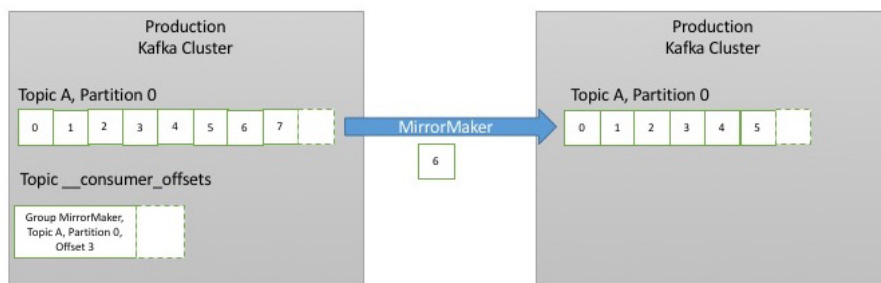 Production
Kafka Cluster
Topic A, Partition 0
0 1 2 3 4 5 6 7
Topic __consumer_offsets
Group MirrorMaker,
Topic A, Partition 0,
Offset 3
MirrorMaker
6
Production
Kafka Cluster
Topic A, Partition 0
0 1 2 3 4 5